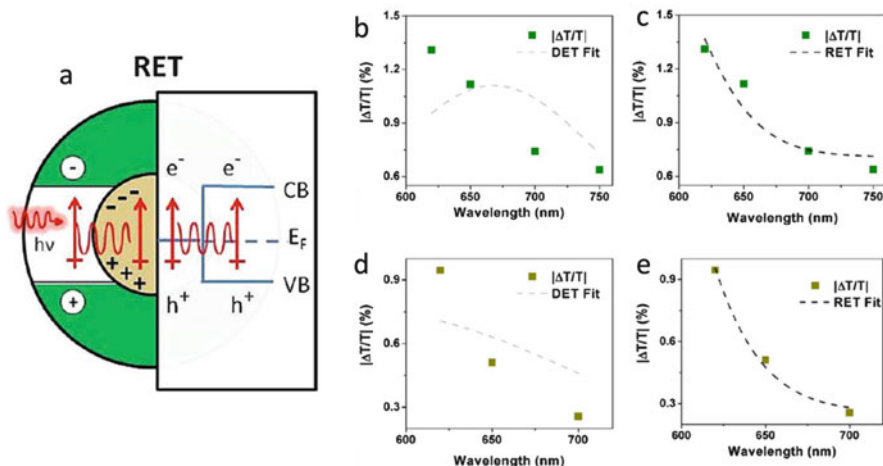 a
RET
-
hν
+
- - -
+ + +
e⁻ e⁻
h⁺ h⁺
CB
E_F
VB
b
1.5
1.2
0.9
0.6
|ΔT/T| (%)
|ΔT/T|
DET Fit
600 650 700 750
Wavelength (nm)
c
1.5
1.2
0.9
0.6
|ΔT/T| (%)
|ΔT/T|
RET Fit
600 650 700 750
Wavelength (nm)
d
0.9
0.6
0.3
|ΔT/T| (%)
|ΔT/T|
DET Fit
600 650 700
Wavelength (nm)
e
0.9
0.6
0.3
|ΔT/T| (%)
|ΔT/T|
RET Fit
600 650 700
Wavelength (nm)